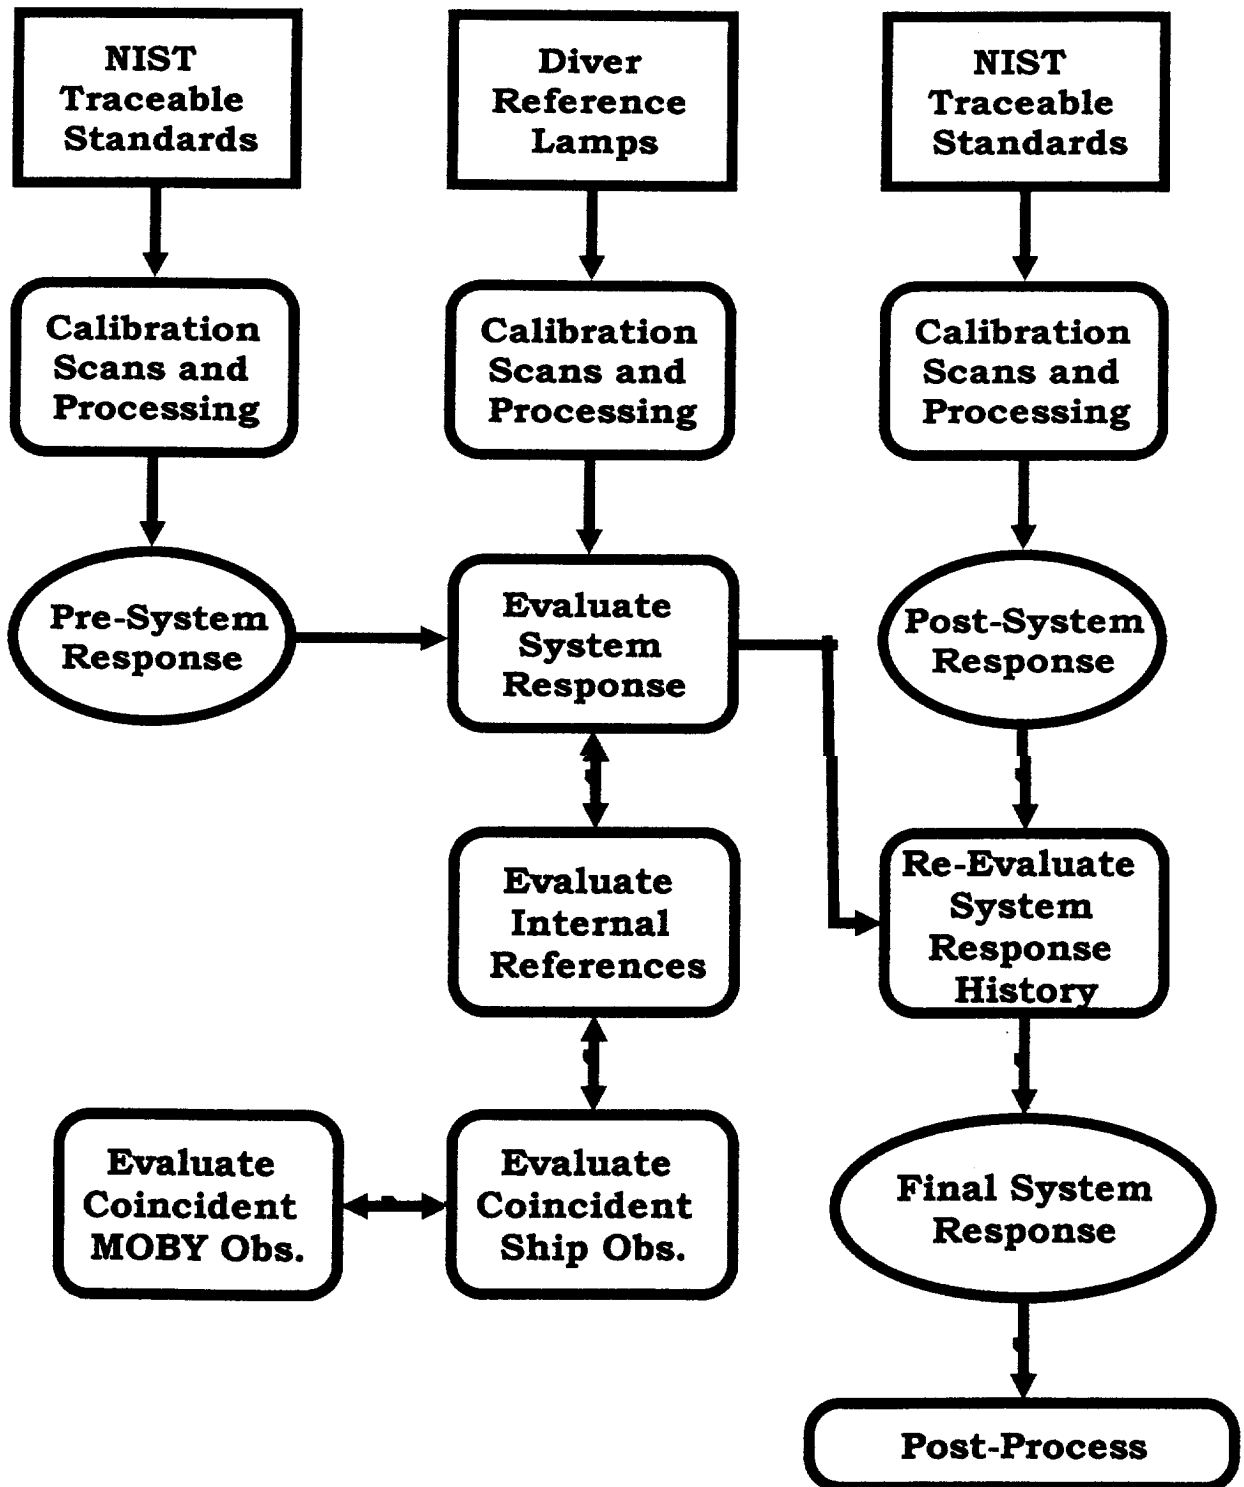 NIST
Traceable
Standards
Diver
Reference
Lamps
NIST
Traceable
Standards
Calibration
Scans and
Processing
Calibration
Scans and
Processing
Calibration
Scans and
Processing
Pre-System
Response
Evaluate
System
Response
Post-System
Response
Evaluate
Internal
References
Re-Evaluate
System
Response
History
Evaluate
Coincident
MOBY Obs.
Evaluate
Coincident
Ship Obs.
Final System
Response
Post-Process